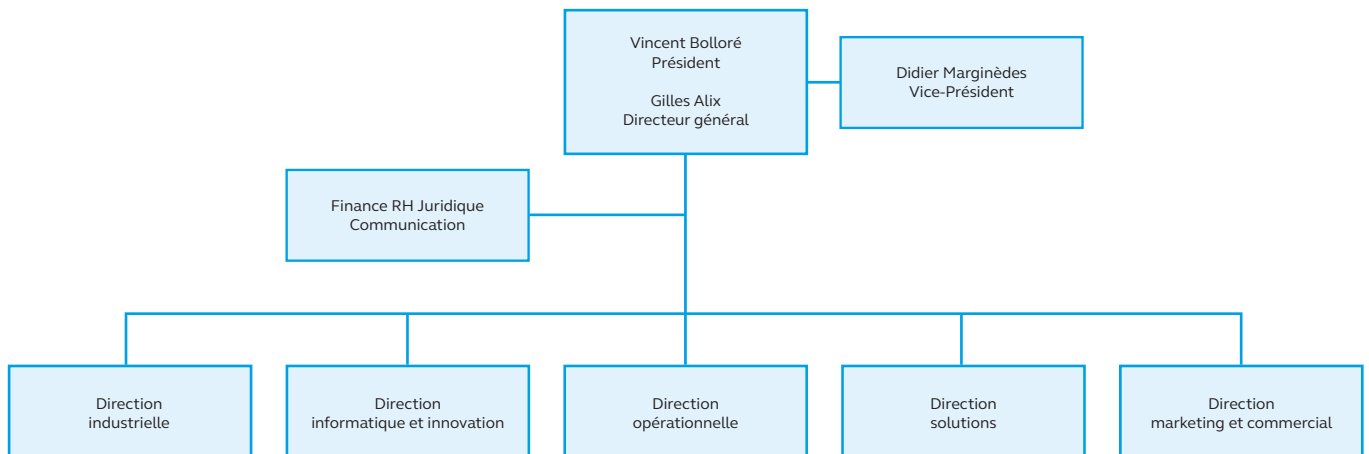 Vincent Bolloré
Président
Gilles Alix
Directeur général
Didier Marginèdes
Vice-Président
Finance RH Juridique
Communication
Direction
industrielle
Direction
informatique et innovation
Direction
opérationnelle
Direction
solutions
Direction
marketing et commercial